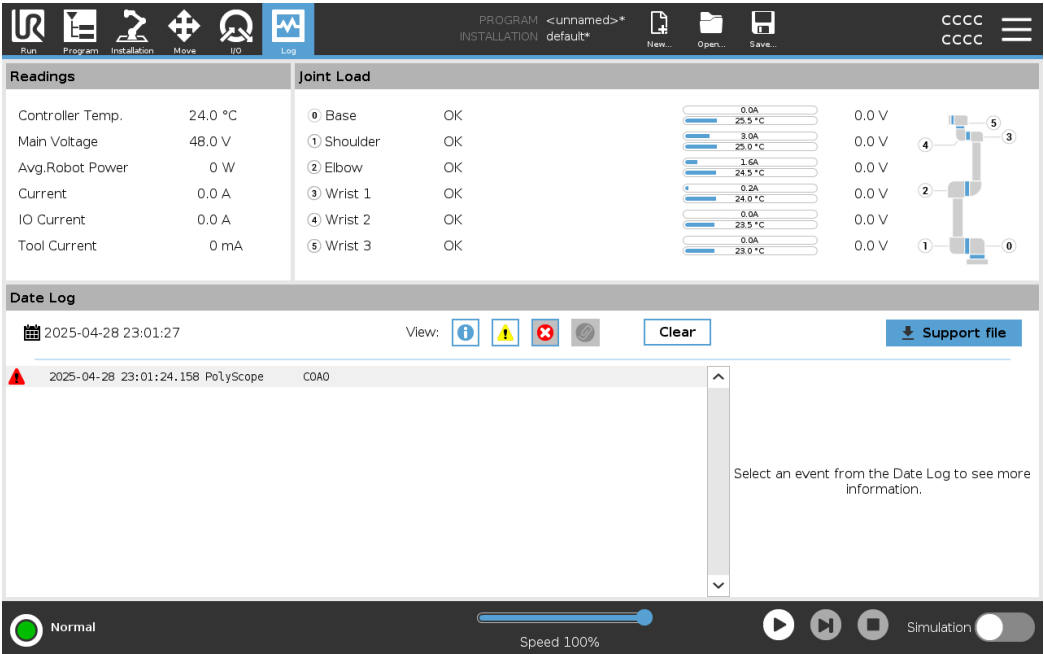 PROGRAM <unnamed>*
INSTALLATION default*
CCCC
CCCC
Run Program Installation Move I/O Log New... Open... Save...
Readings
Controller Temp. 24.0 °C
Main Voltage 48.0 V
Avg.Robot Power 0 W
Current 0.0 A
IO Current 0.0 A
Tool Current 0 mA
Joint Load
0 Base OK 0.0A 25.5 °C 0.0 V
1 Shoulder OK 3.0A 25.0 °C 0.0 V
2 Elbow OK 1.6A 24.5 °C 0.0 V
3 Wrist 1 OK 0.2A 24.0 °C 0.0 V
4 Wrist 2 OK 0.0A 23.5 °C 0.0 V
5 Wrist 3 OK 0.0A 23.0 °C 0.0 V
5
3
4
2
1 0
Date Log
2025-04-28 23:01:27 View: Clear Support file
2025-04-28 23:01:24.158 PolyScope C0A0
Select an event from the Date Log to see more
information.
Normal
Speed 100%
Simulation